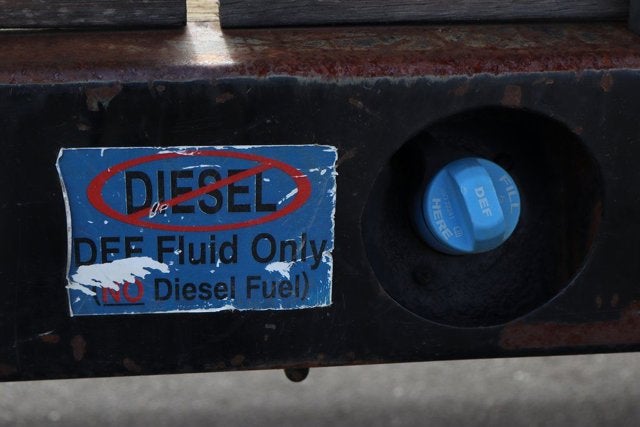 DIESEL
DEF Fluid Only
(NO Diesel Fuel)
FILL
DEF
HERE